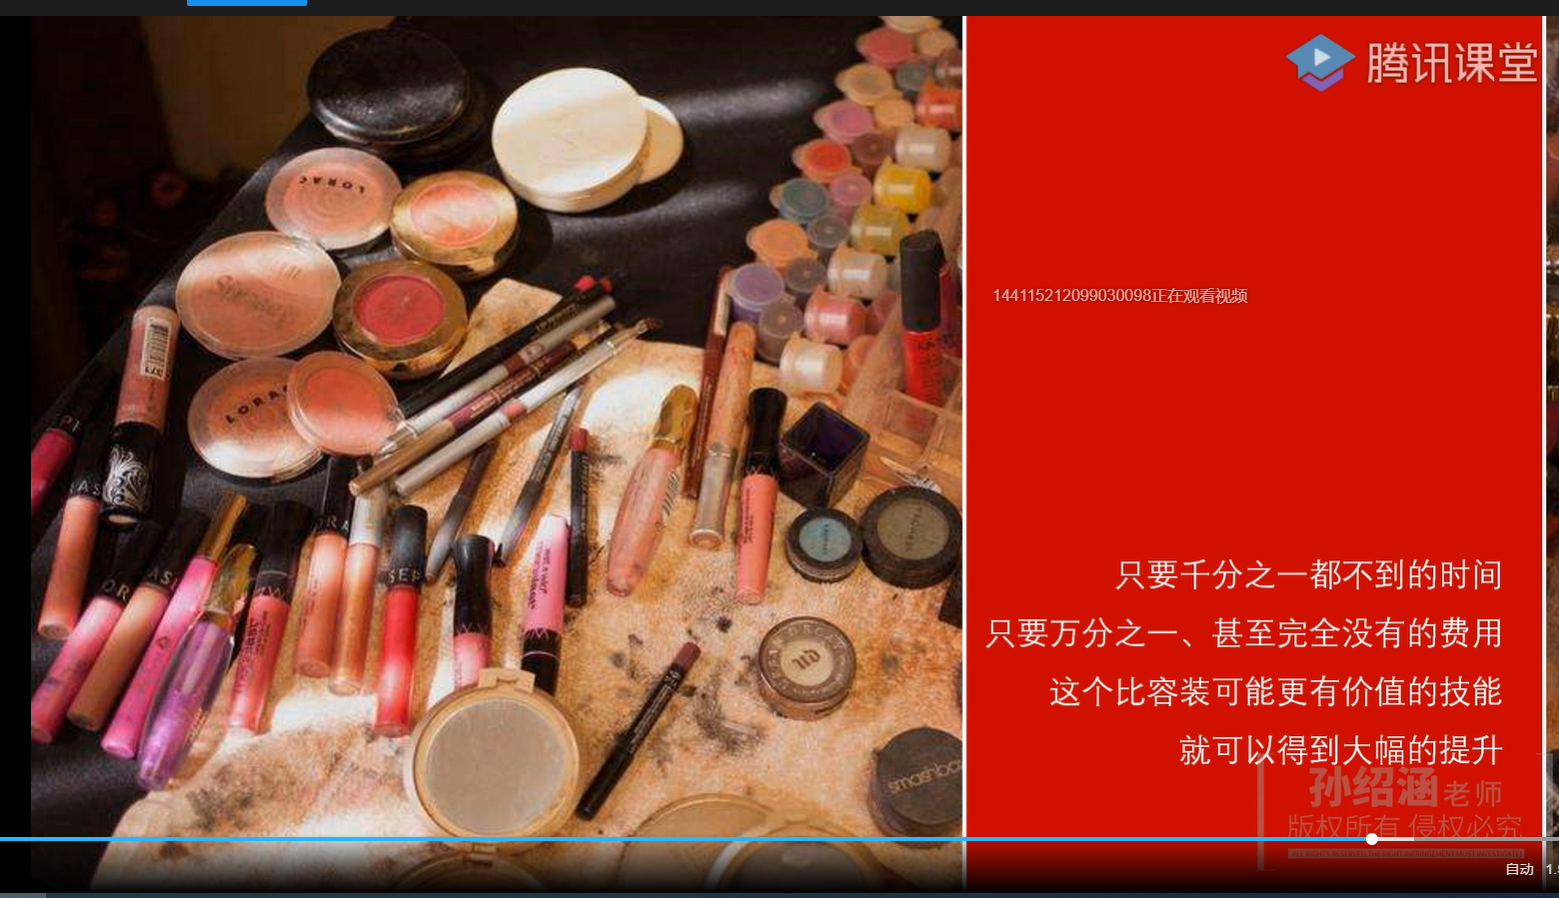 腾讯课堂
LORAC
144115212099030098正在观看视频
LORAC
SEP
只要千分之一都不到的时间
只要万分之一、甚至完全没有的费用
这个比容装可能更有价值的技能
就可以得到大幅的提升
smashbox
孙绍涵老师
版权所有 侵权必究
自动